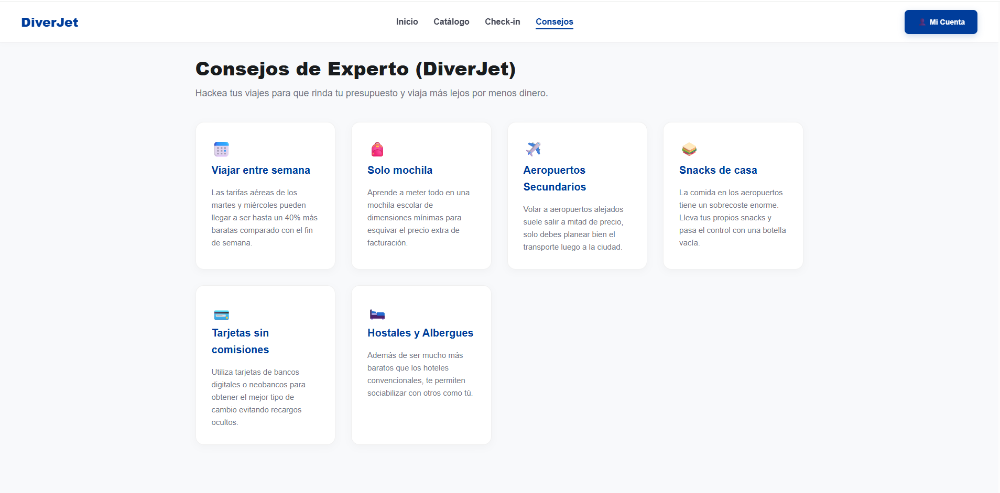 DiverJet
Inicio
Catálogo
Check-in
Consejos
Mi Cuenta
Consejos de Experto (DiverJet)
Hackea tus viajes para que rinda tu presupuesto y viaja más lejos por menos dinero.
Viajar entre semana
Las tarifas aéreas de los
martes y miércoles pueden
llegar a ser hasta un 40% más
baratas comparado con el fin
de semana.
Solo mochila
Aprende a meter todo en una
mochila escolar de
dimensiones mínimas para
esquivar el precio extra de
facturación.
Aeropuertos
Secundarios
Volar a aeropuertos alejados
suele salir a mitad de precio,
solo debes planear bien el
transporte luego a la ciudad.
Snacks de casa
La comida en los aeropuertos
tiene un sobrecoste enorme.
Lleva tus propios snacks y
pasa el control con una botella
vacía.
Tarjetas sin
comisiones
Utiliza tarjetas de bancos
digitales o neobancos para
obtener el mejor tipo de
cambio evitando recargos
ocultos.
Hostales y Albergues
Además de ser mucho más
baratos que los hoteles
convencionales, te permiten
sociabilizar con otros como tú.